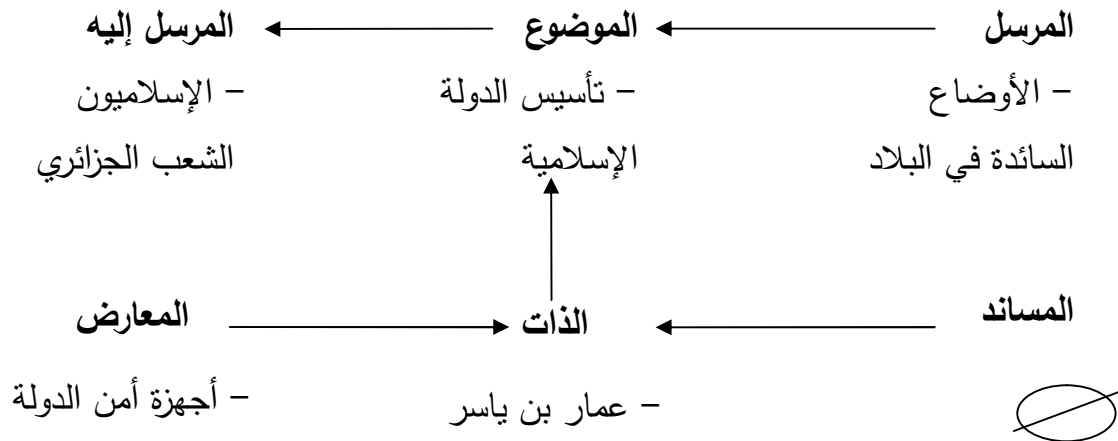 المرسل الموضوع المرسل إليه
– الأوضاع – تأسيس الدولة – الإسلاميون
السائدة في البلاد الإسلامية الشعب الجزائري
المساند الذات المعارض
– عمار بن ياسر – أجهزة أمن الدولة